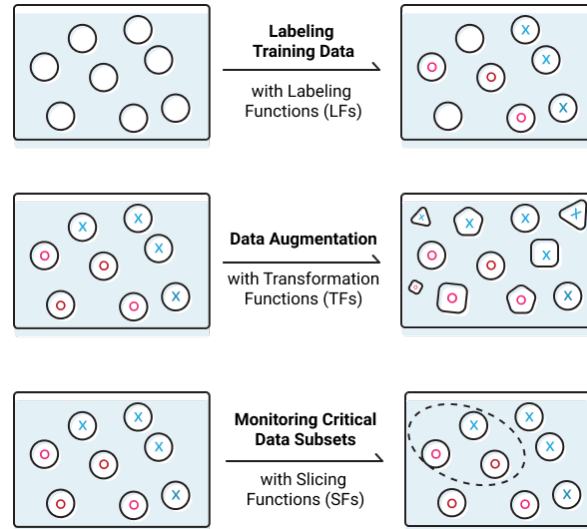 Labeling
Training Data
with Labeling
Functions (LFs)
X
X
O
O
O
X
Data Augmentation
with Transformation
Functions (TFs)
X
X
X
O
O
O
O
X
X
X
X
X
O
O
X
O
O
O
X
Monitoring Critical
Data Subsets
with Slicing
Functions (SFs)
X
X
X
O
O
O
O
X
X
X
X
O
O
O
O
X